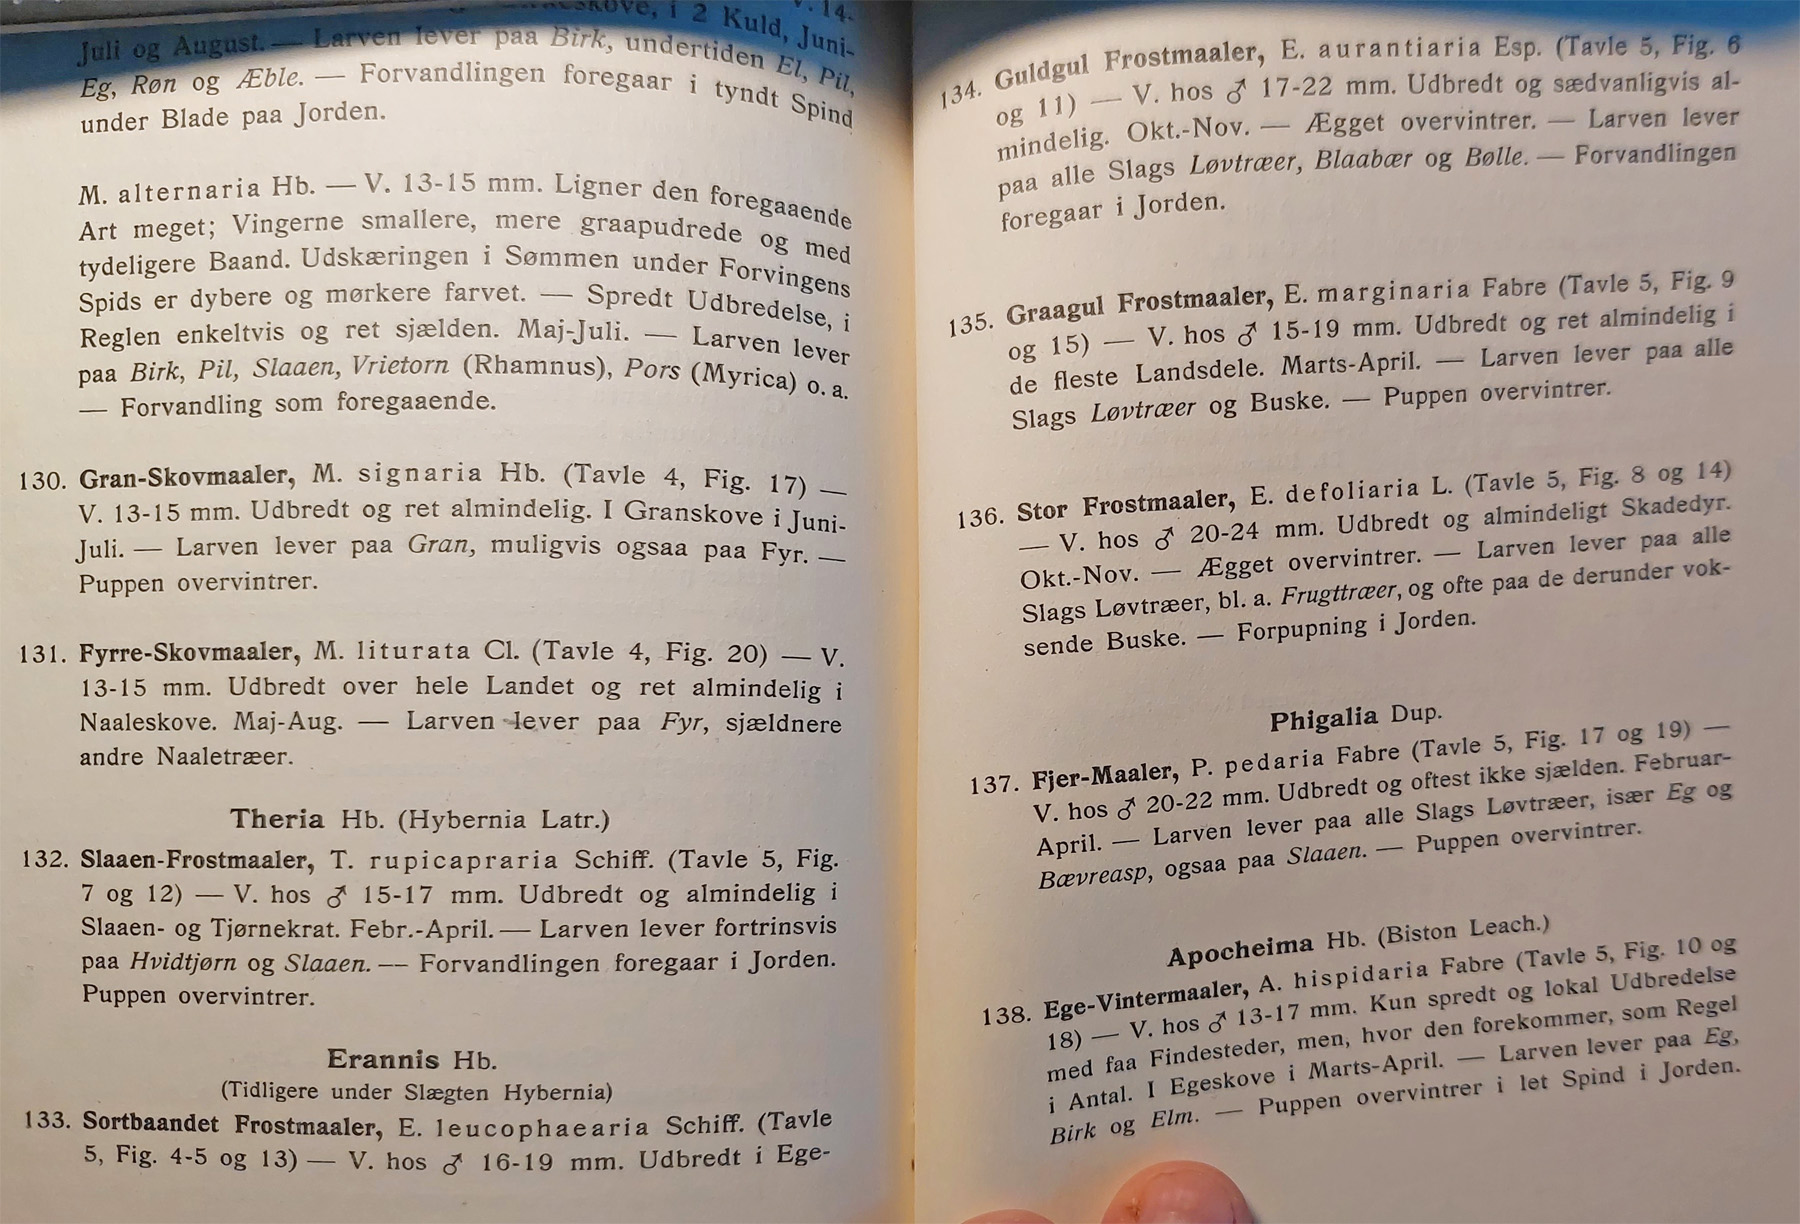 i 2 Kuld, Juni-
Juli og August. — Larven lever paa Birk, undertiden El, Pil,
Eg, Røn og Æble. — Forvandlingen foregaar i tyndt Spind
under Blade paa Jorden.
M. alternaria Hb. — V. 13-15 mm. Ligner den foregaaende
Art meget; Vingerne smallere, mere graapudrede og med
tydeligere Baand. Udskæringen i Sømmen under Forvingens
Spids er dybere og mørkere farvet. — Spredt Udbredelse, i
Reglen enkeltvis og ret sjælden. Maj-Juli. — Larven lever
paa Birk, Pil, Slaaen, Vrietorn (Rhamnus), Pors (Myrica) o. a.
— Forvandling som foregaaende.
130. Gran-Skovmaaler, M. signaria Hb. (Tavle 4, Fig. 17) —
V. 13-15 mm. Udbredt og ret almindelig. I Granskove i Juni-
Juli. — Larven lever paa Gran, muligvis ogsaa paa Fyr. —
Puppen overvintrer.
131. Fyrre-Skovmaaler, M. liturata Cl. (Tavle 4, Fig. 20) — V.
13-15 mm. Udbredt over hele Landet og ret almindelig i
Naaleskove. Maj-Aug. — Larven lever paa Fyr, sjældnere
andre Naaletræer.
Theria Hb. (Hybernia Latr.)
132. Slaaen-Frostmaaler, T. rupicapraria Schiff. (Tavle 5, Fig.
7 og 12) — V. hos ♂ 15-17 mm. Udbredt og almindelig i
Slaaen- og Tjørnekrat. Febr.-April. — Larven lever fortrinsvis
paa Hvidtjørn og Slaaen. — Forvandlingen foregaar i Jorden.
Puppen overvintrer.
Erannis Hb.
(Tidligere under Slægten Hybernia)
133. Sortbaandet Frostmaaler, E. leucophaearia Schiff. (Tavle
5, Fig. 4-5 og 13) — V. hos ♂ 16-19 mm. Udbredt i Ege-
134. Guldgul Frostmaaler, E. aurantiaria Esp. (Tavle 5, Fig. 6
og 11) — V. hos ♂ 17-22 mm. Udbredt og sædvanligvis al-
mindelig. Okt.-Nov. — Ægget overvintrer. — Larven lever
paa alle Slags Løvtræer, Blaabær og Bølle. — Forvandlingen
foregaar i Jorden.
135. Graagul Frostmaaler, E. marginaria Fabre (Tavle 5, Fig. 9
og 15) — V. hos ♂ 15-19 mm. Udbredt og ret almindelig i
de fleste Landsdele. Marts-April. — Larven lever paa alle
Slags Løvtræer og Buske. — Puppen overvintrer.
136. Stor Frostmaaler, E. defoliaria L. (Tavle 5, Fig. 8 og 14)
— V. hos ♂ 20-24 mm. Udbredt og almindeligt Skadedyr.
Okt.-Nov. — Ægget overvintrer. — Larven lever paa alle
Slags Løvtræer, bl. a. Frugttræer, og ofte paa de derunder vok-
sende Buske. — Forpupning i Jorden.
Phigalia Dup.
137. Fjer-Maaler, P. pedaria Fabre (Tavle 5, Fig. 17 og 19) —
V. hos ♂ 20-22 mm. Udbredt og oftest ikke sjælden. Februar-
April. — Larven lever paa alle Slags Løvtræer, især Eg og
Bævreasp, ogsaa paa Slaaen. — Puppen overvintrer.
Apocheima Hb. (Biston Leach.)
138. Ege-Vintermaaler, A. hispidaria Fabre (Tavle 5, Fig. 10 og
18) — V. hos ♂ 13-17 mm. Kun spredt og lokal Udbredelse
med faa Findesteder, men, hvor den forekommer, som Regel
i Antal. I Egeskove i Marts-April. — Larven lever paa Eg,
Birk og Elm. — Puppen overvintrer i let Spind i Jorden.